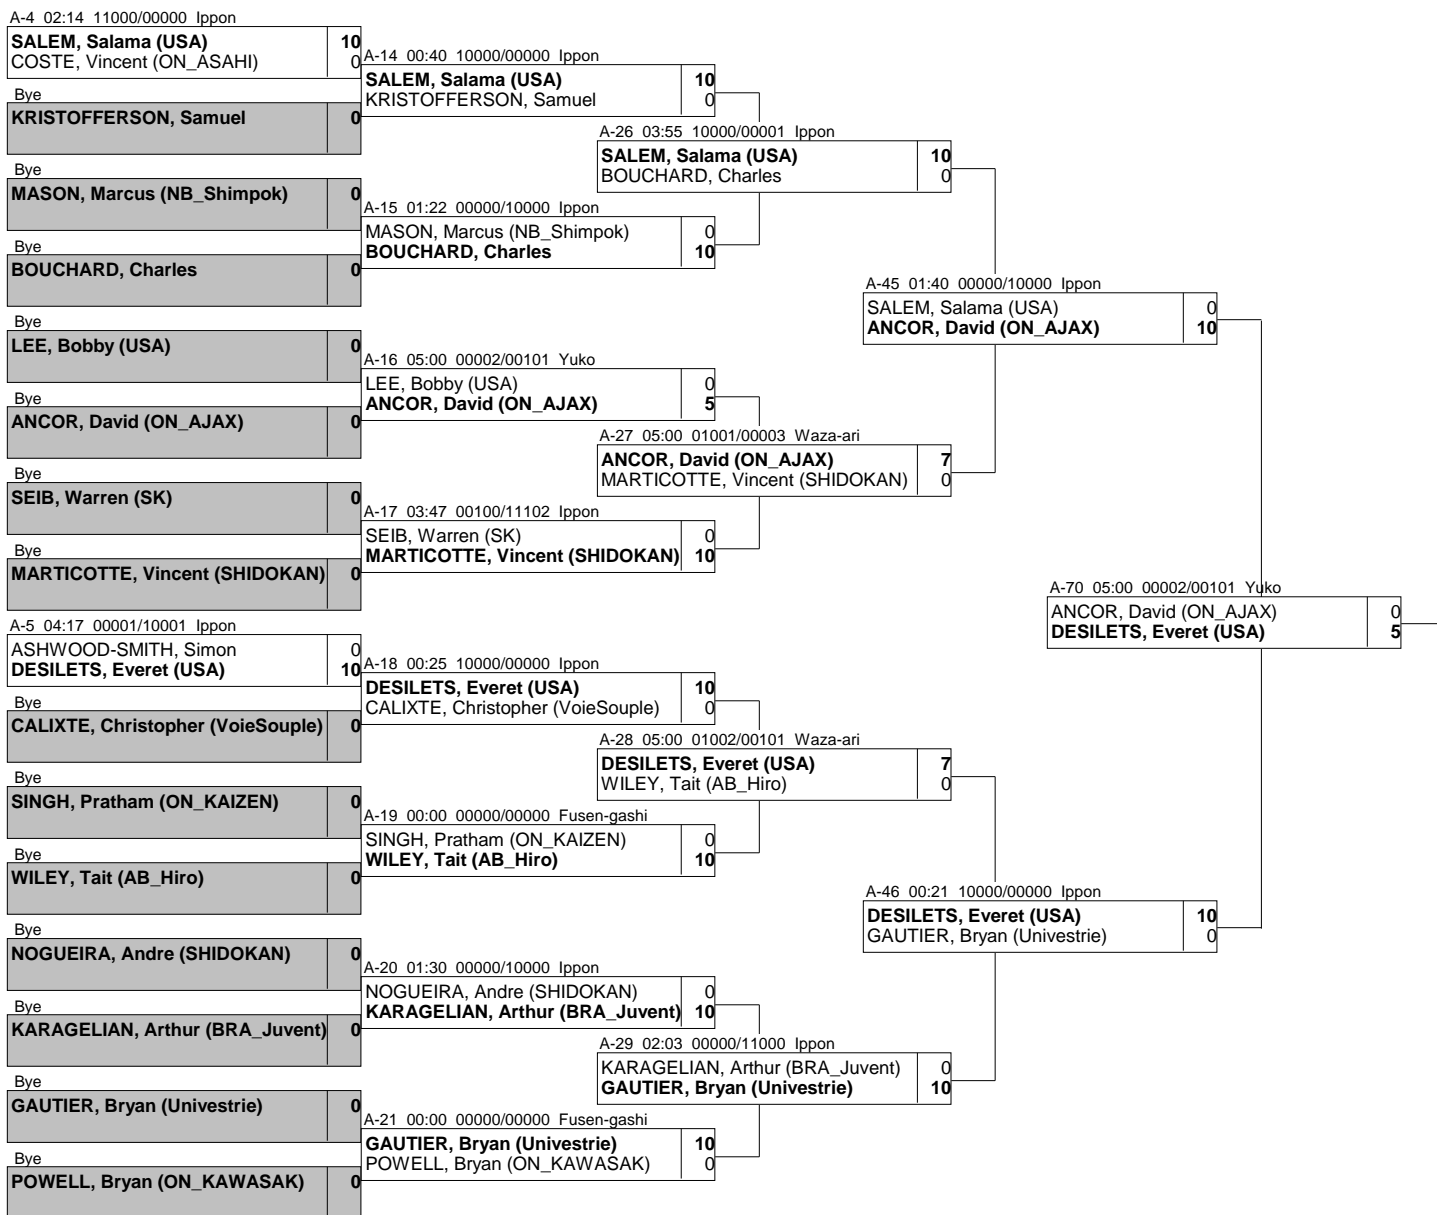 A-4 02:14 11000/00000 Ippon
SALEM, Salama (USA) 10
COSTE, Vincent (ON_ASAHI) 0
Bye
KRISTOFFERSON, Samuel 0
Bye
MASON, Marcus (NB_Shimpok) 0
Bye
BOUCHARD, Charles 0
Bye
LEE, Bobby (USA) 0
Bye
ANCOR, David (ON_AJAX) 0
Bye
SEIB, Warren (SK) 0
Bye
MARTICOTTE, Vincent (SHIDOKAN) 0
A-5 04:17 00001/10001 Ippon
ASHWOOD-SMITH, Simon 0
DESILETS, Everet (USA) 10
Bye
CALIXTE, Christopher (VoieSouple) 0
Bye
SINGH, Pratham (ON_KAIZEN) 0
Bye
WILEY, Tait (AB_Hiro) 0
Bye
NOGUEIRA, Andre (SHIDOKAN) 0
Bye
KARAGELIAN, Arthur (BRA_Juvent) 0
Bye
GAUTIER, Bryan (Univestrie) 0
Bye
POWELL, Bryan (ON_KAWASAK) 0
A-14 00:40 10000/00000 Ippon
SALEM, Salama (USA) 10
KRISTOFFERSON, Samuel 0
A-15 01:22 00000/10000 Ippon
MASON, Marcus (NB_Shimpok) 0
BOUCHARD, Charles 10
A-16 05:00 00002/00101 Yuko
LEE, Bobby (USA) 0
ANCOR, David (ON_AJAX) 5
A-17 03:47 00100/11102 Ippon
SEIB, Warren (SK) 0
MARTICOTTE, Vincent (SHIDOKAN) 10
A-18 00:25 10000/00000 Ippon
DESILETS, Everet (USA) 10
CALIXTE, Christopher (VoieSouple) 0
A-19 00:00 00000/00000 Fusen-gashi
SINGH, Pratham (ON_KAIZEN) 0
WILEY, Tait (AB_Hiro) 10
A-20 01:30 00000/10000 Ippon
NOGUEIRA, Andre (SHIDOKAN) 0
KARAGELIAN, Arthur (BRA_Juvent) 10
A-21 00:00 00000/00000 Fusen-gashi
GAUTIER, Bryan (Univestrie) 10
POWELL, Bryan (ON_KAWASAK) 0
A-26 03:55 10000/00001 Ippon
SALEM, Salama (USA) 10
BOUCHARD, Charles 0
A-27 05:00 01001/00003 Waza-ari
ANCOR, David (ON_AJAX) 7
MARTICOTTE, Vincent (SHIDOKAN) 0
A-28 05:00 01002/00101 Waza-ari
DESILETS, Everet (USA) 7
WILEY, Tait (AB_Hiro) 0
A-29 02:03 00000/11000 Ippon
KARAGELIAN, Arthur (BRA_Juvent) 0
GAUTIER, Bryan (Univestrie) 10
A-45 01:40 00000/10000 Ippon
SALEM, Salama (USA) 0
ANCOR, David (ON_AJAX) 10
A-46 00:21 10000/00000 Ippon
DESILETS, Everet (USA) 10
GAUTIER, Bryan (Univestrie) 0
A-70 05:00 00002/00101 Yuko
ANCOR, David (ON_AJAX) 0
DESILETS, Everet (USA) 5